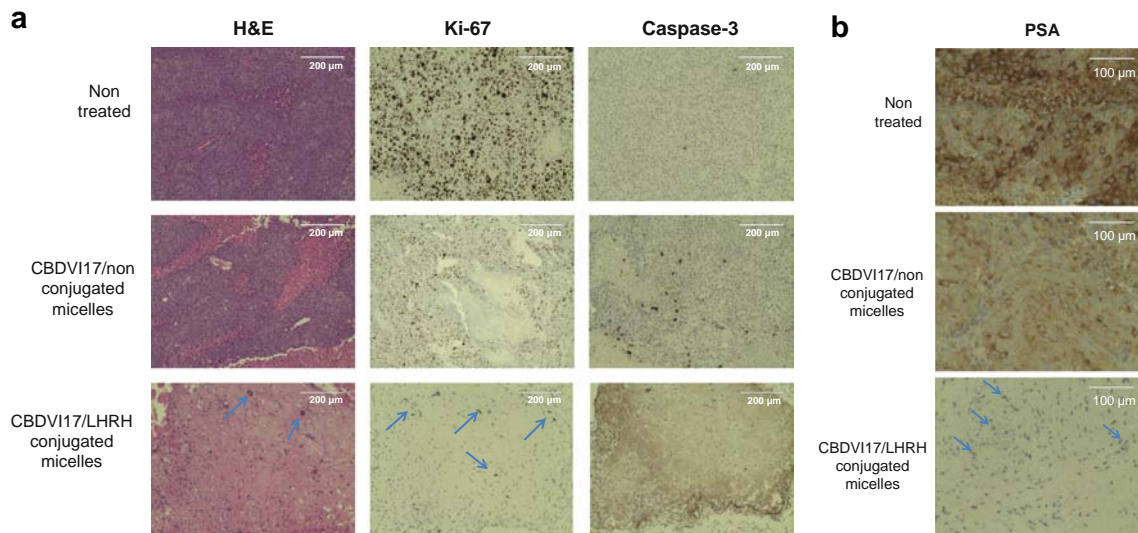 a
H&E
Ki-67
Caspase-3
b
PSA
Non
treated
200 µm
200 µm
200 µm
Non
treated
100 µm
CBDVI17/non
conjugated
micelles
200 µm
200 µm
200 µm
CBDVI17/non
conjugated
micelles
100 µm
CBDVI17/LHRH
conjugated
micelles
200 µm
200 µm
200 µm
CBDVI17/LHRH
conjugated
micelles
100 µm